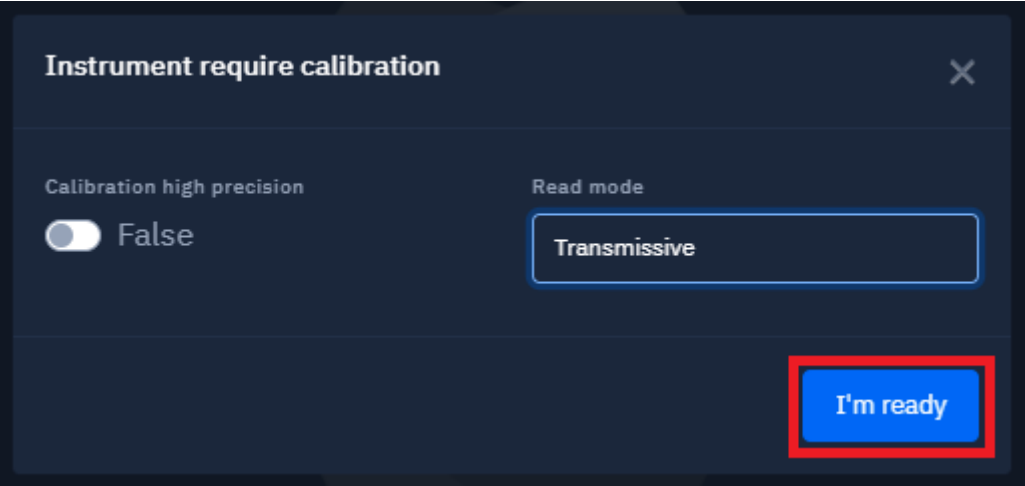 Instrument require calibration
Calibration high precision
False
Read mode
Transmissive
I'm ready